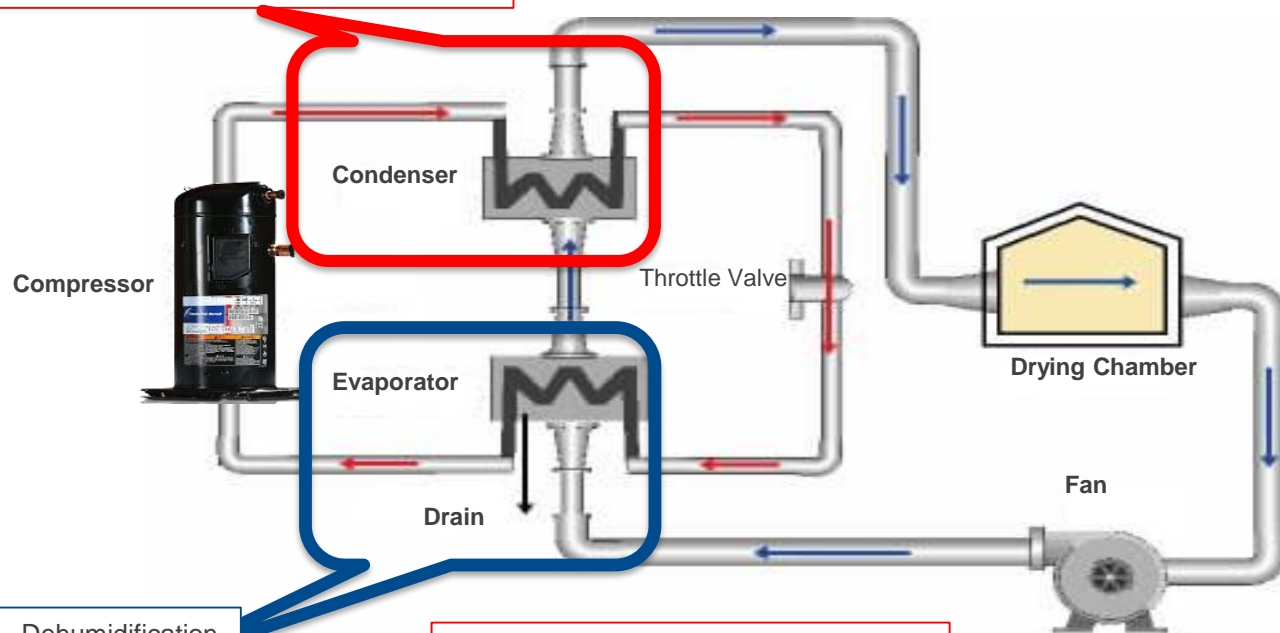 Condenser
Compressor
Throttle Valve
Evaporator
Drying Chamber
Fan
Drain
Dehumidification